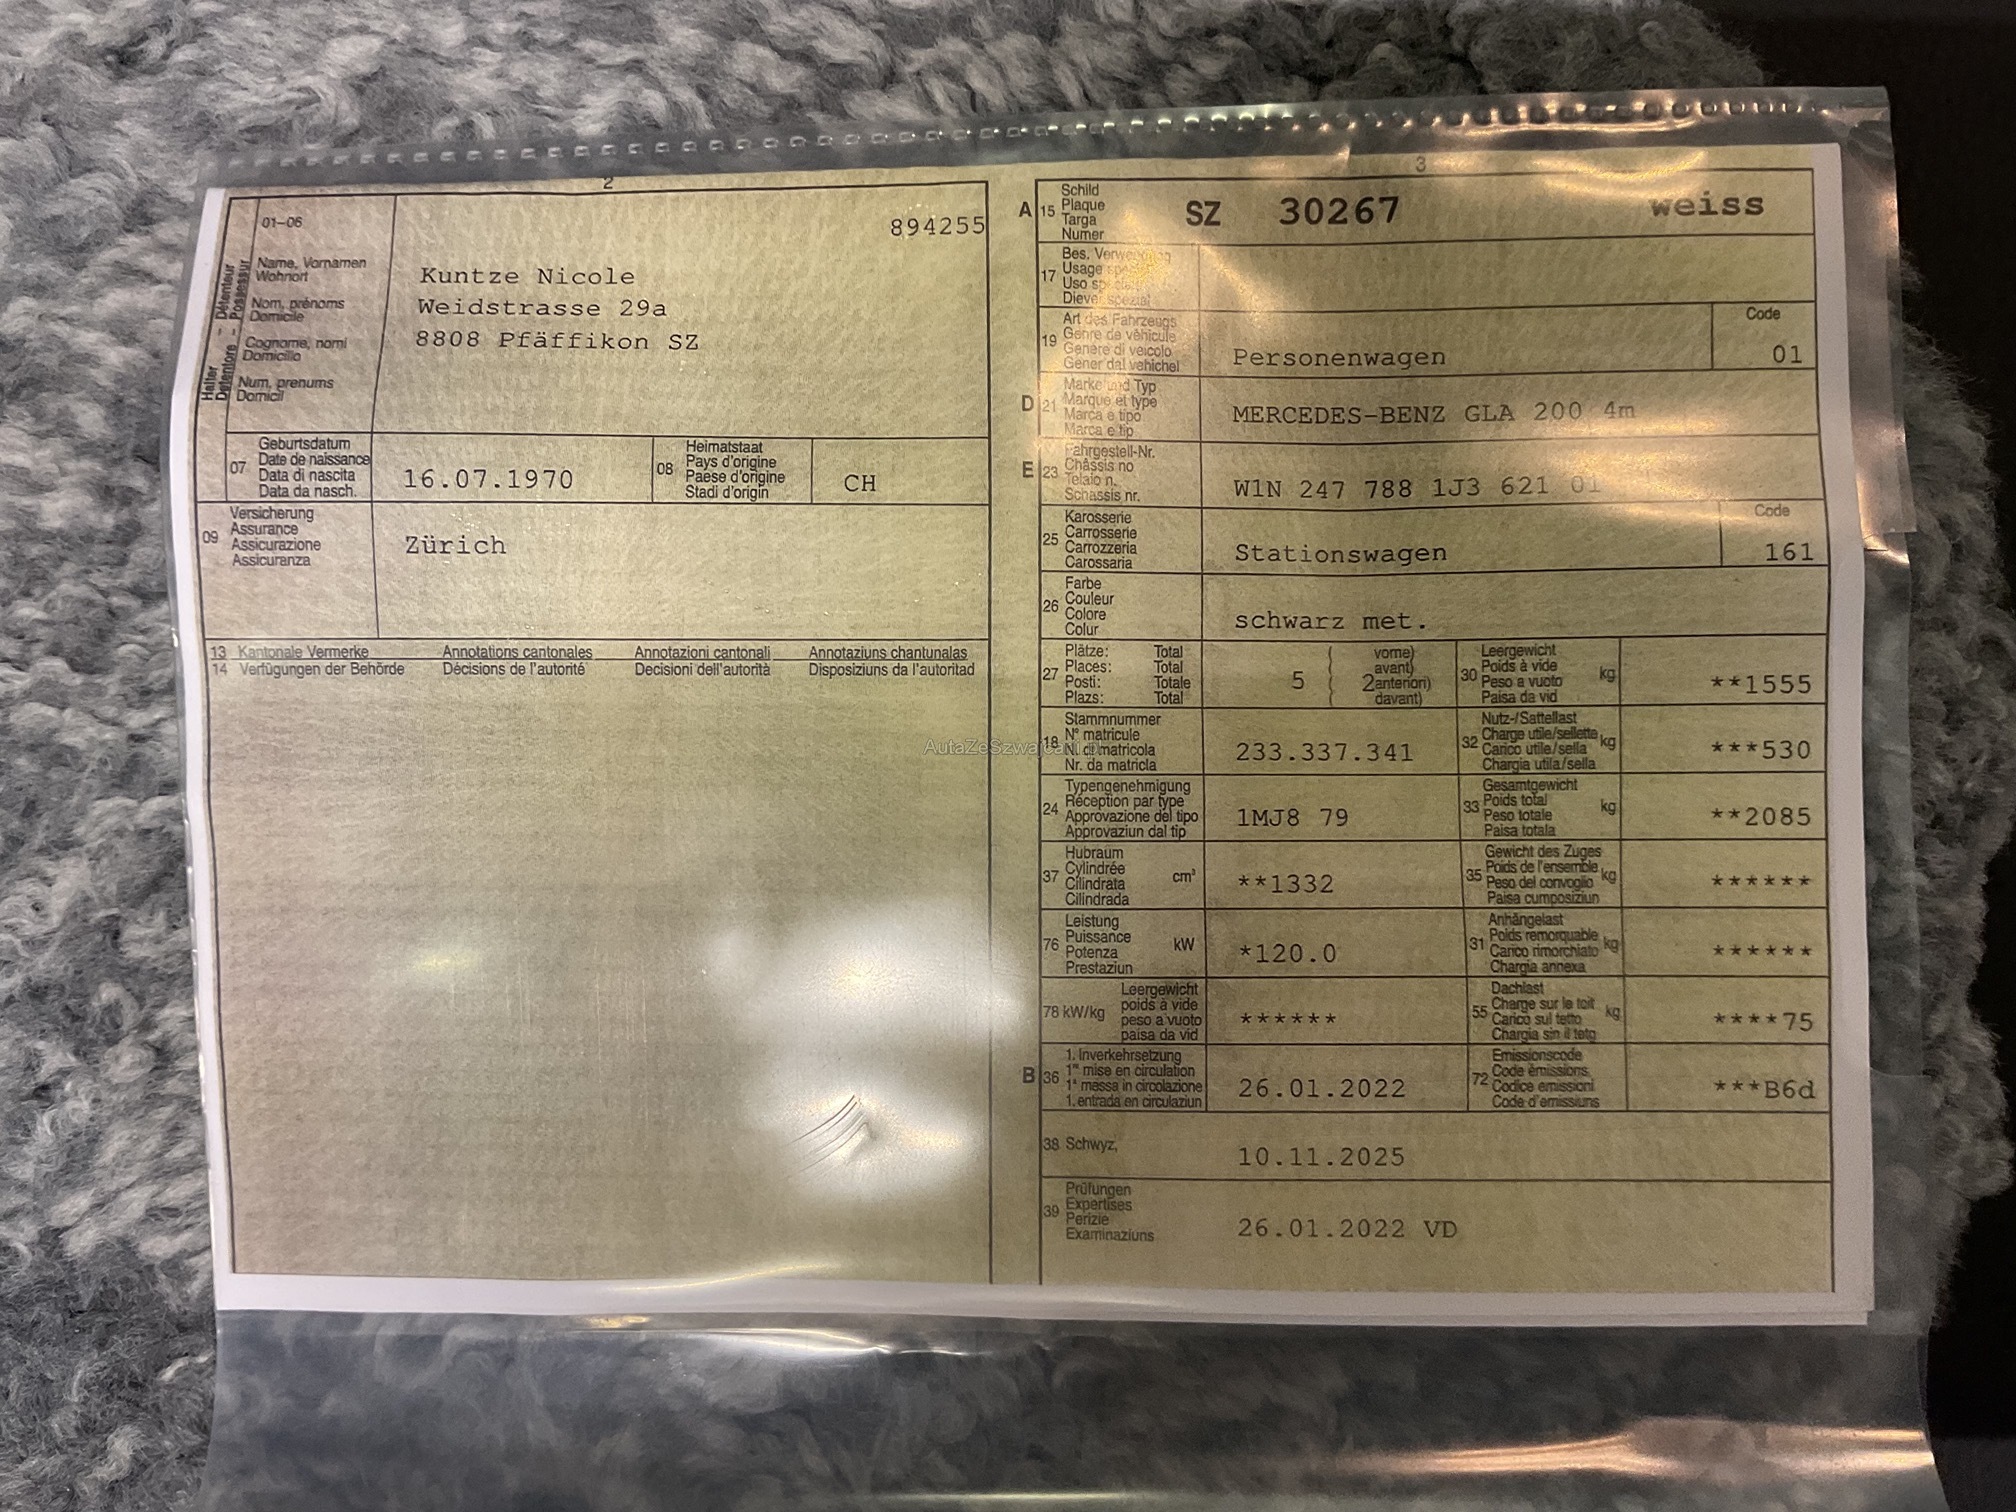 2
01-06
894255
Halter - Détenteur
Detentore - Possessur
Name, Vornamen
Wohnort
Nom, prénoms
Domicile
Cognome, nomi
Domicilio
Num, prenums
Domicil
Kuntze Nicole
Weidstrasse 29a
8808 Pfäffikon SZ
07
Geburtsdatum
Date de naissance
Data di nascita
Data da nasch.
16.07.1970
08
Heimatstaat
Pays d'origine
Paese d'origine
Stadi d'origin
CH
09
Versicherung
Assurance
Assicurazione
Assicuranza
Zürich
13 Kantonale Vermerke Annotations cantonales Annotazioni cantonali Annotaziuns chantunalas
14 Verfügungen der Behörde Décisions de l'autorité Decisioni dell'autorità Disposiziuns da l'autoritad
3
A 15
Schild
Plaque
Targa
Numer
SZ 30267 weiss
17
Bes. Verwendung
Usage spécial
Uso speciale
Diever spezial
19
Art des Fahrzeugs
Genre de véhicule
Genere di veicolo
Gener dal vehichel
Personenwagen
Code
01
D 21
Marke und Typ
Marque et type
Marca e tipo
Marca e tip
MERCEDES-BENZ GLA 200 4m
E 23
Fahrgestell-Nr.
Châssis no
Telaio n.
Schassis nr.
W1N 247 788 1J3 621 01
25
Karosserie
Carrosserie
Carrozzeria
Carossaria
Stationswagen
Code
161
26
Farbe
Couleur
Colore
Colur
schwarz met.
27
Plätze: Total
Places: Total
Posti: Totale
Plazs: Total
5
( vorne)
( avant)
( 2 anteriori)
( davant)
30
Leergewicht
Poids à vide
Peso a vuoto
Paisa da vid
kg
**1555
18
Stammnummer
N° matricule
N. di matricola
Nr. da matricla
233.337.341
32
Nutz-/Sattellast
Charge utile/sellette
Carico utile/sella
Chargia utila/sella
kg
***530
24
Typengenehmigung
Réception par type
Approvazione del tipo
Approvaziun dal tip
1MJ8 79
33
Gesamtgewicht
Poids total
Peso totale
Paisa totala
kg
**2085
37
Hubraum
Cylindrée
Cilindrata
Cilindrada
cm³
**1332
35
Gewicht des Zuges
Poids de l'ensemble
Peso del convoglio
Paisa cumposiziun
kg
******
76
Leistung
Puissance
Potenza
Prestaziun
kW
*120.0
31
Anhängelast
Poids remorquable
Carico rimorchiato
Chargia annexa
kg
******
78 kW/kg
Leergewicht
poids à vide
peso a vuoto
paisa da vid
******
55
Dachlast
Charge sur le toit
Carico sul tetto
Chargia sin il tetg
kg
****75
B 36
1. Inverkehrsetzung
1re mise en circulation
1a messa in circolazione
1. entrada en circulaziun
26.01.2022
72
Emissionscode
Code émissions
Codice emissioni
Code d'emissiuns
***B6d
38 Schwyz,
10.11.2025
39
Prüfungen
Expertises
Perizie
Examinaziuns
26.01.2022 VD
AutaZeSzwajcarii.pl